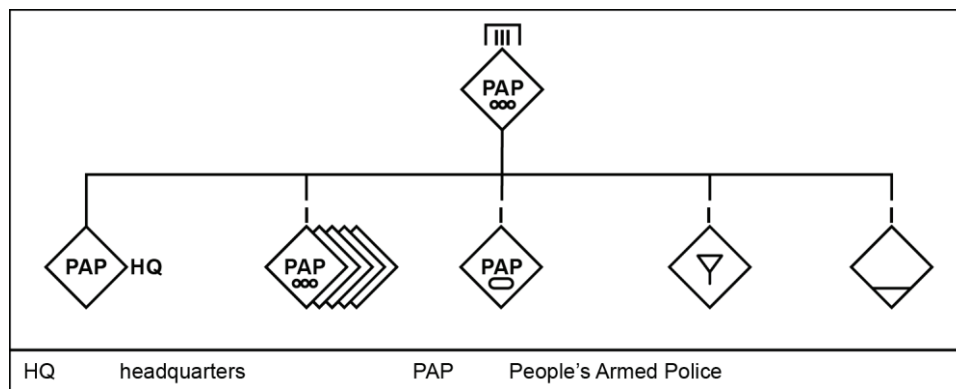 III
PAP
PAP HQ PAP PAP
HQ headquarters PAP People's Armed Police